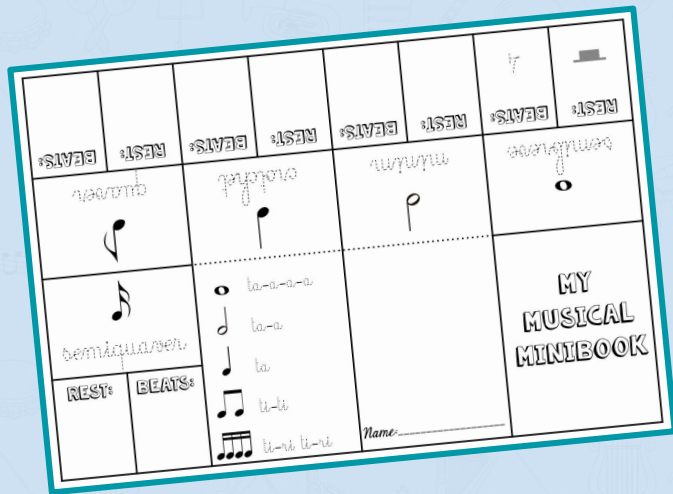 BEATS: REST: BEATS: REST: BEATS: REST: BEATS: REST:
4
quaver crotchet minim semibreve
semiquaver
REST: BEATS:
ta-a-a-a
ta-a
ta
ti-ti
ti-ri ti-ri
Name:
MY
MUSICAL
MINIBOOK